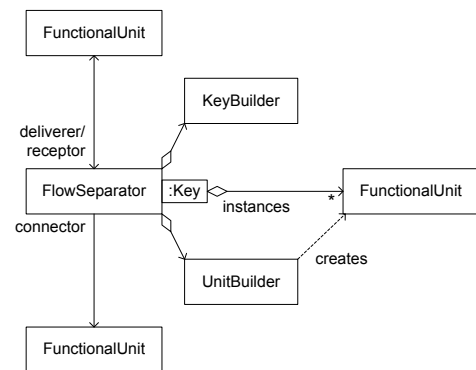 FunctionalUnit
KeyBuilder
deliverer/
receptor
FlowSeparator
:Key
instances
*
FunctionalUnit
connector
creates
UnitBuilder
FunctionalUnit